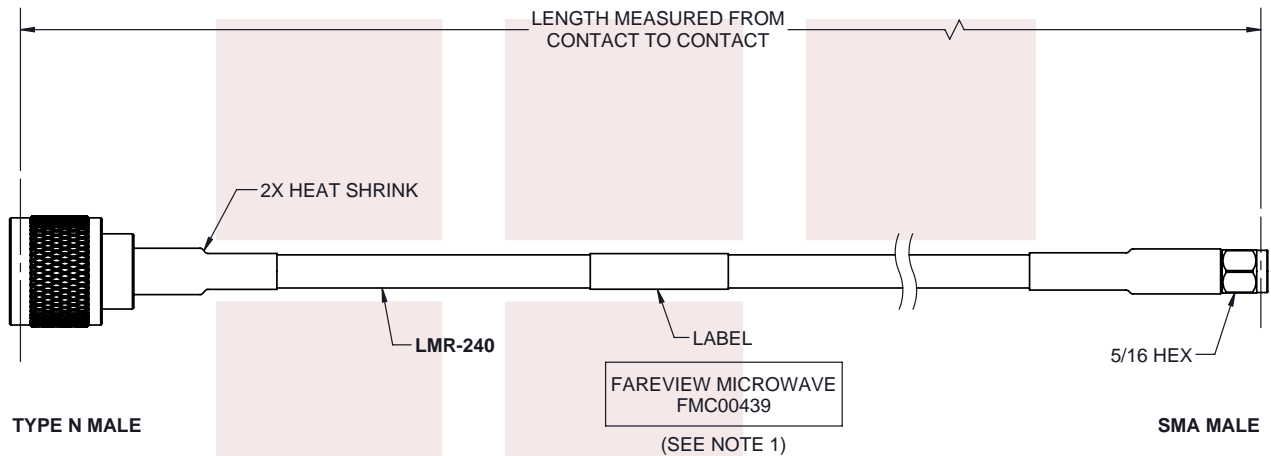 LENGTH MEASURED FROM
CONTACT TO CONTACT
2X HEAT SHRINK
LMR-240
LABEL
5/16 HEX
FAREVIEW MICROWAVE
FMC00439
(SEE NOTE 1)
TYPE N MALE
SMA MALE